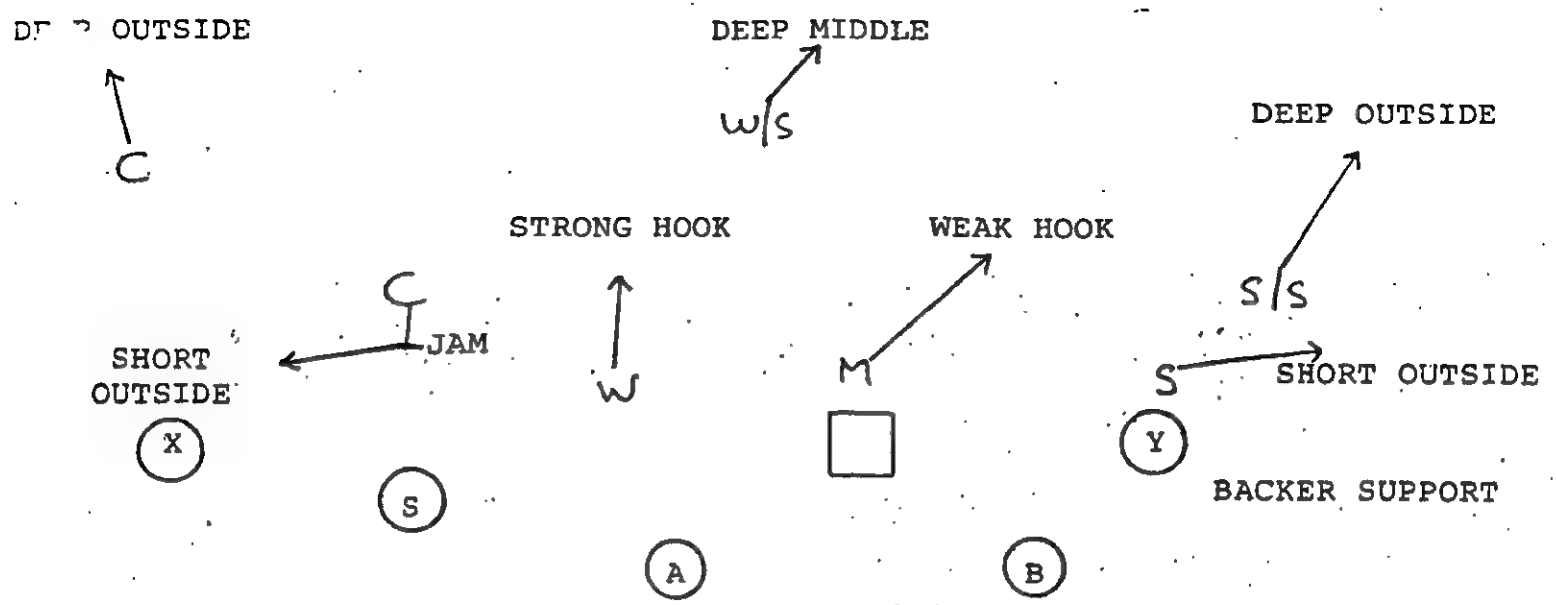 OUTSIDE
DEEP MIDDLE
W/S
DEEP OUTSIDE
C
STRONG HOOK
WEAK HOOK
C
S/S
JAM
SHORT
OUTSIDE
W
M
S
SHORT OUTSIDE
X
Y
S
BACKER SUPPORT
A
B